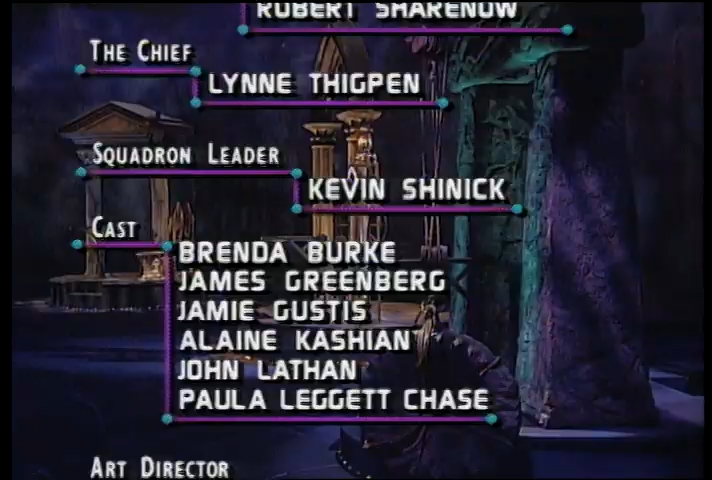 ROBERT SHARENOW
THE CHIEF
LYNNE THIGPEN
SQUADRON LEADER
KEVIN SHINICK
CAST
BRENDA BURKE
JAMES GREENBERG
JAMIE GUSTIS
ALAINE KASHIAN
JOHN LATHAN
PAULA LEGGETT CHASE
ART DIRECTOR